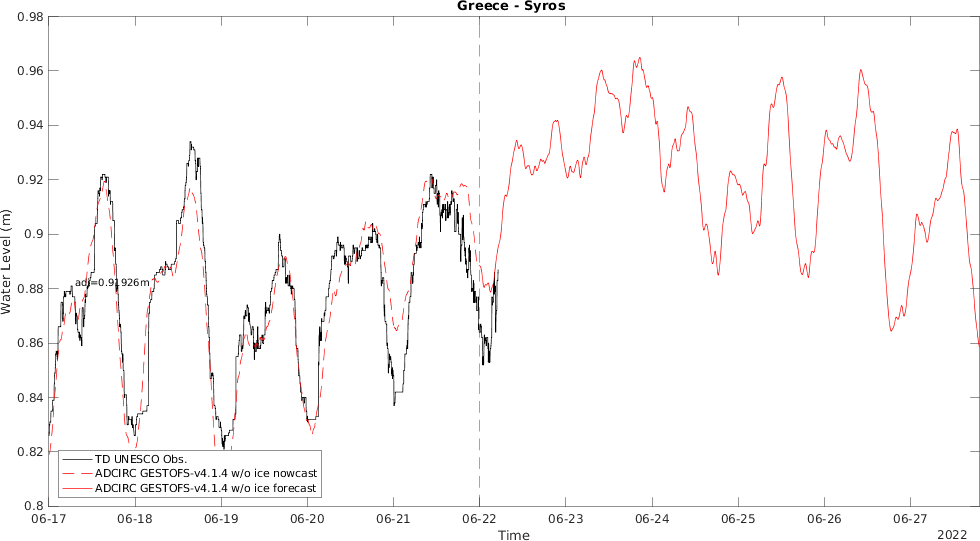 Greece - Syros
0.98
0.96
0.94
0.92
0.9
0.88
0.86
0.84
0.82
0.8
Water Level (m)
adj=0.91926m
TD UNESCO Obs.
ADCIRC GESTOFS-v4.1.4 w/o ice nowcast
ADCIRC GESTOFS-v4.1.4 w/o ice forecast
06-17 06-18 06-19 06-20 06-21 06-22 06-23 06-24 06-25 06-26 06-27
Time
2022